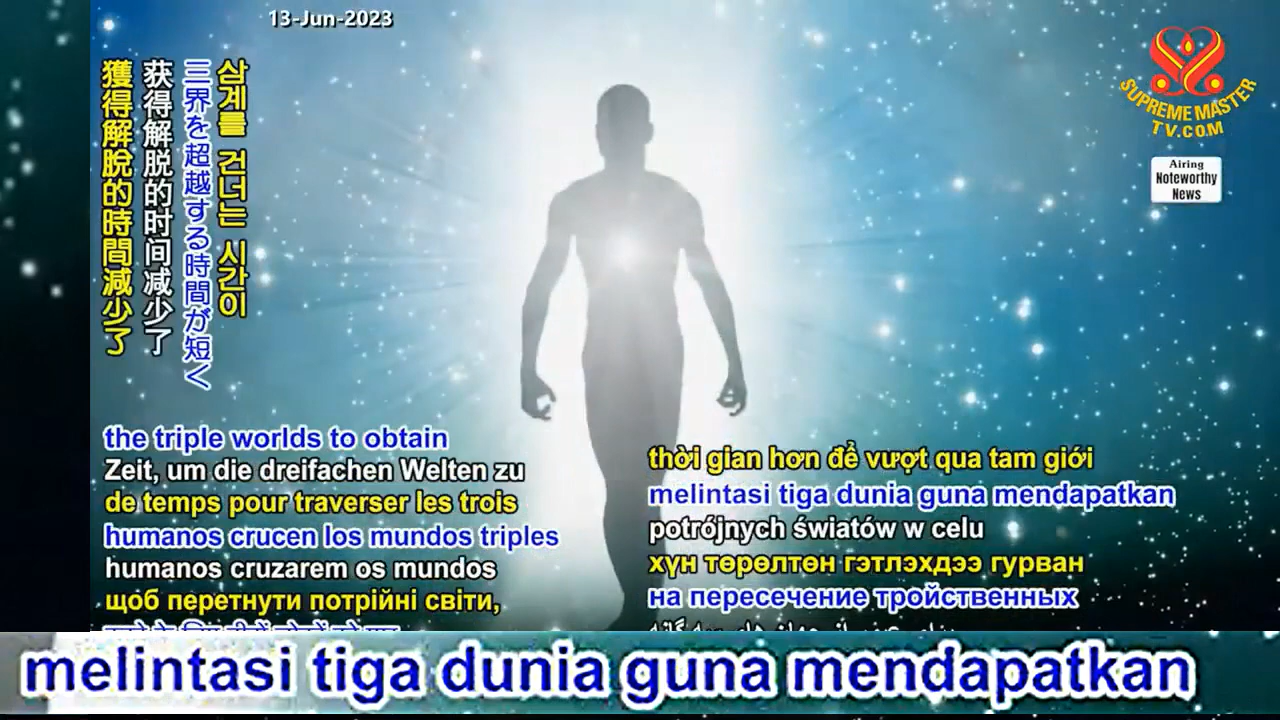 13-Jun-2023
SUPREME MASTER
TV.COM
Airing
Noteworthy
News
삼계를 건너는 시간이
三界を超越する時間が短く
获得解脱的时间减少了
獲得解脫的時間減少了
the triple worlds to obtain
Zeit, um die dreifachen Welten zu
de temps pour traverser les trois
humanos crucen los mundos triples
humanos cruzarem os mundos
щоб перетнути потрійні світи,
thời gian hơn để vượt qua tam giới
melintasi tiga dunia guna mendapatkan
potrójnych światów w celu
хүн төрөлтөн гэтлэхдээ гурван
на пересечение тройственных
melintasi tiga dunia guna mendapatkan